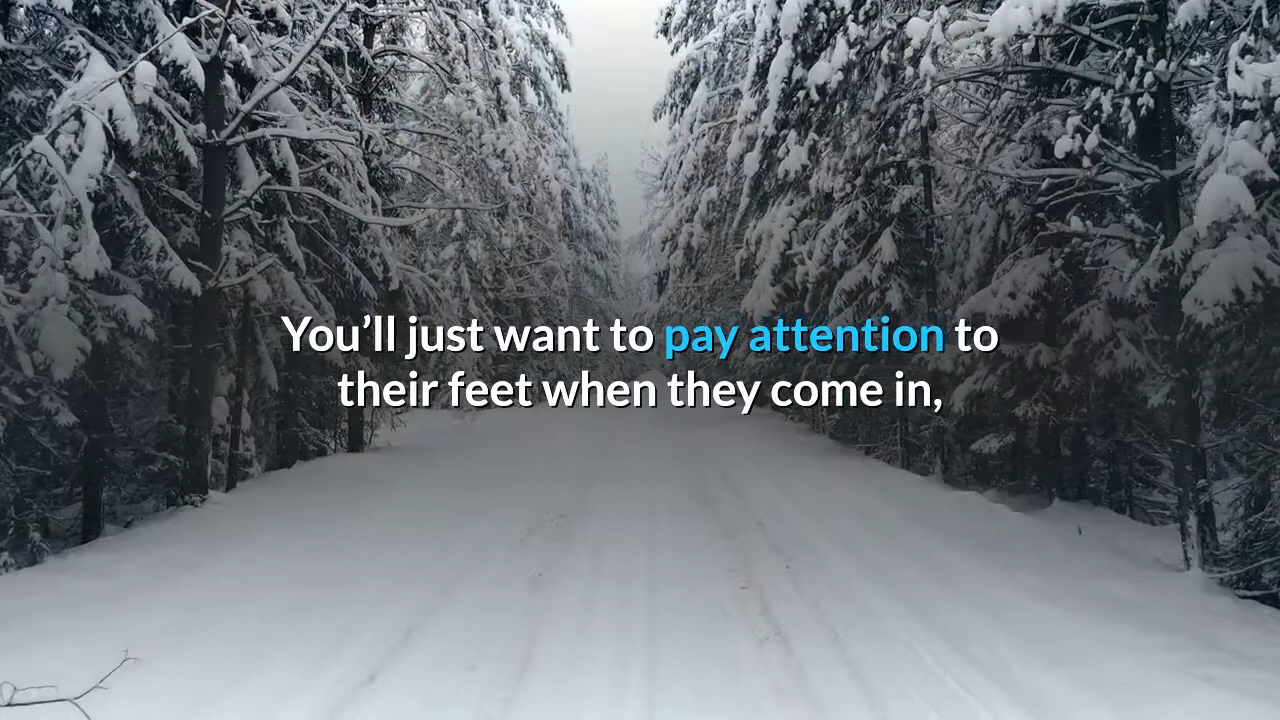 You’ll just want to pay attention to
their feet when they come in,